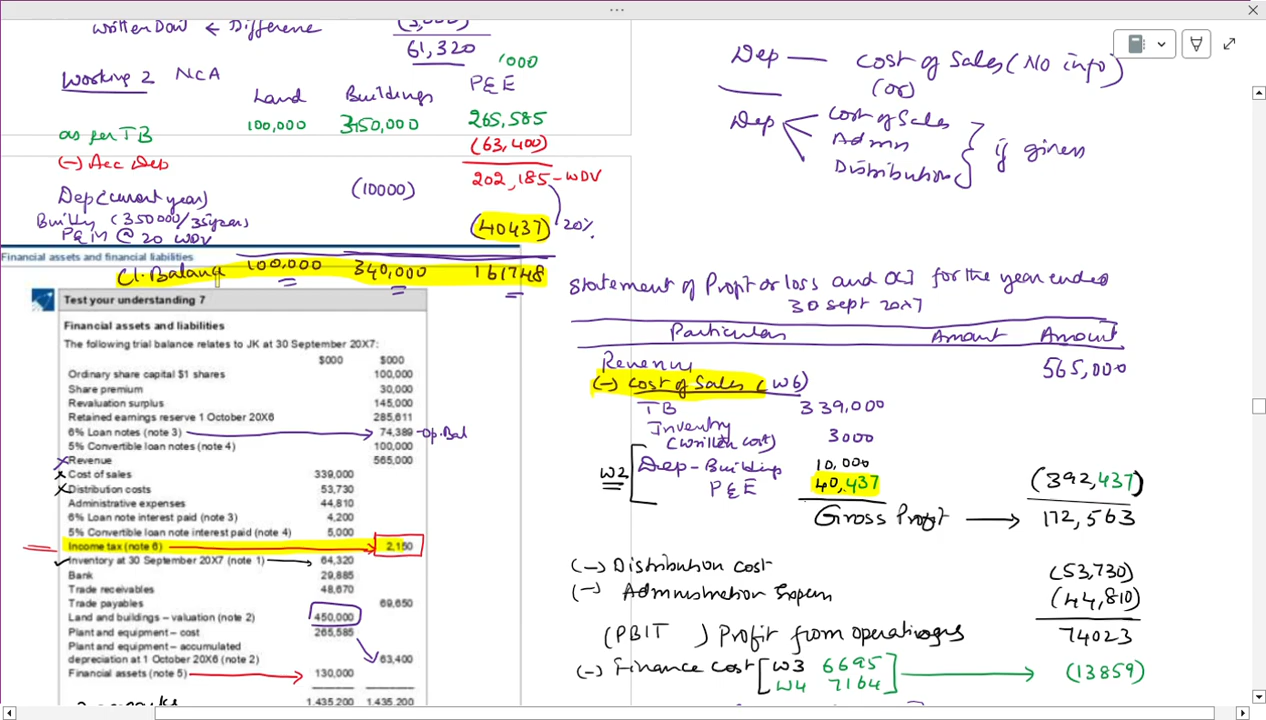 written Down ← Difference
(3,000)
61,320
Working 2 NCA
'000
Land Buildings P&E
as per TB 100,000 350,000 265,585
(-) Acc Dep (63,400)
202,185 - WDV
Dep (current year) (10000)
Building (350000/35years)
P&M @ 20 WDV (40437) 20%
Cl. Balance 100,000 340,000 161748
Dep — Cost of Sales (No info)
(or)
Dep Cost of Sales
Admn
Distribution
if given
Financial assets and financial liabilities
Test your understanding 7
Financial assets and liabilities
The following trial balance relates to JK at 30 September 20X7:
$000 $000
Ordinary share capital $1 shares 100,000
Share premium 30,000
Revaluation surplus 145,000
Retained earnings reserve 1 October 20X6 285,611
6% Loan notes (note 3) 74,389 - Op. Bal
5% Convertible loan notes (note 4) 100,000
Revenue 565,000
Cost of sales 339,000
Distribution costs 53,730
Administrative expenses 44,810
6% Loan note interest paid (note 3) 4,200
5% Convertible loan note interest paid (note 4) 5,000
Income tax (note 6) 2,150
Inventory at 30 September 20X7 (note 1) 64,320
Bank 29,885
Trade receivables 48,670
Trade payables 69,650
Land and buildings – valuation (note 2) 450,000
Plant and equipment – cost 265,585
Plant and equipment – accumulated
depreciation at 1 October 20X6 (note 2) 63,400
Financial assets (note 5) 130,000
1,435,200 1,435,200
Statement of Profit or loss and OCI for the year ended
30 Sept 20X7
Particulars Amount Amount
Revenue 565,000
(-) Cost of Sales (W6)
TB 339,000
Inventory 3000
(written cost)
W2 Dep - Building 10,000
P&E 40,437 (392,437)
Gross Profit → 172,563
(-) Distribution cost (53,730)
(-) Administration Expen (44,810)
(PBIT ) Profit from operations 74023
(-) Finance cost [W3 6695 (13859)
W4 7164]